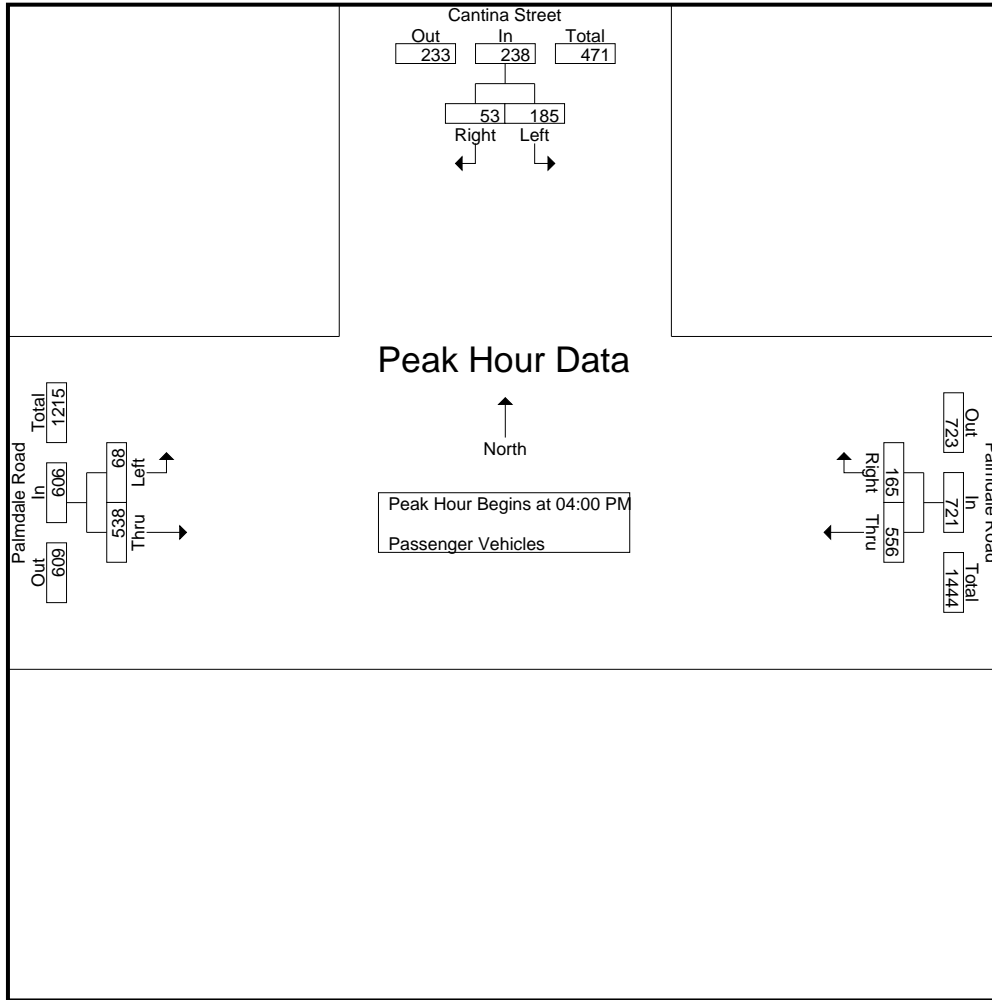 Cantina Street
Out In Total
233 238 471
53 185
Right Left
Peak Hour Data
North
Peak Hour Begins at 04:00 PM
Passenger Vehicles
Palmdale Road
Out In Total
609 606 1215
538 68
Thru Left
Palmdale Road
Out In Total
723 721 1444
165 556
Right Thru